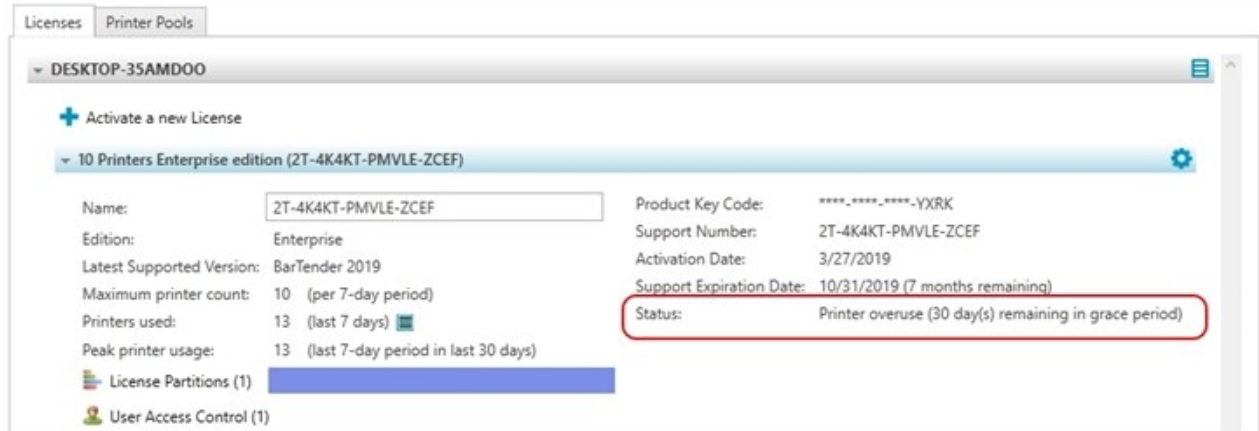 Licenses
Printer Pools
DESKTOP-35AMDOO
Activate a new License
10 Printers Enterprise edition (2T-4K4KT-PMVLE-ZCEF)
Name: 2T-4K4KT-PMVLE-ZCEF
Edition: Enterprise
Latest Supported Version: BarTender 2019
Maximum printer count: 10 (per 7-day period)
Printers used: 13 (last 7 days)
Peak printer usage: 13 (last 7-day period in last 30 days)
License Partitions (1)
User Access Control (1)
Product Key Code: ****-****-****-YXRK
Support Number: 2T-4K4KT-PMVLE-ZCEF
Activation Date: 3/27/2019
Support Expiration Date: 10/31/2019 (7 months remaining)
Status: Printer overuse (30 day(s) remaining in grace period)